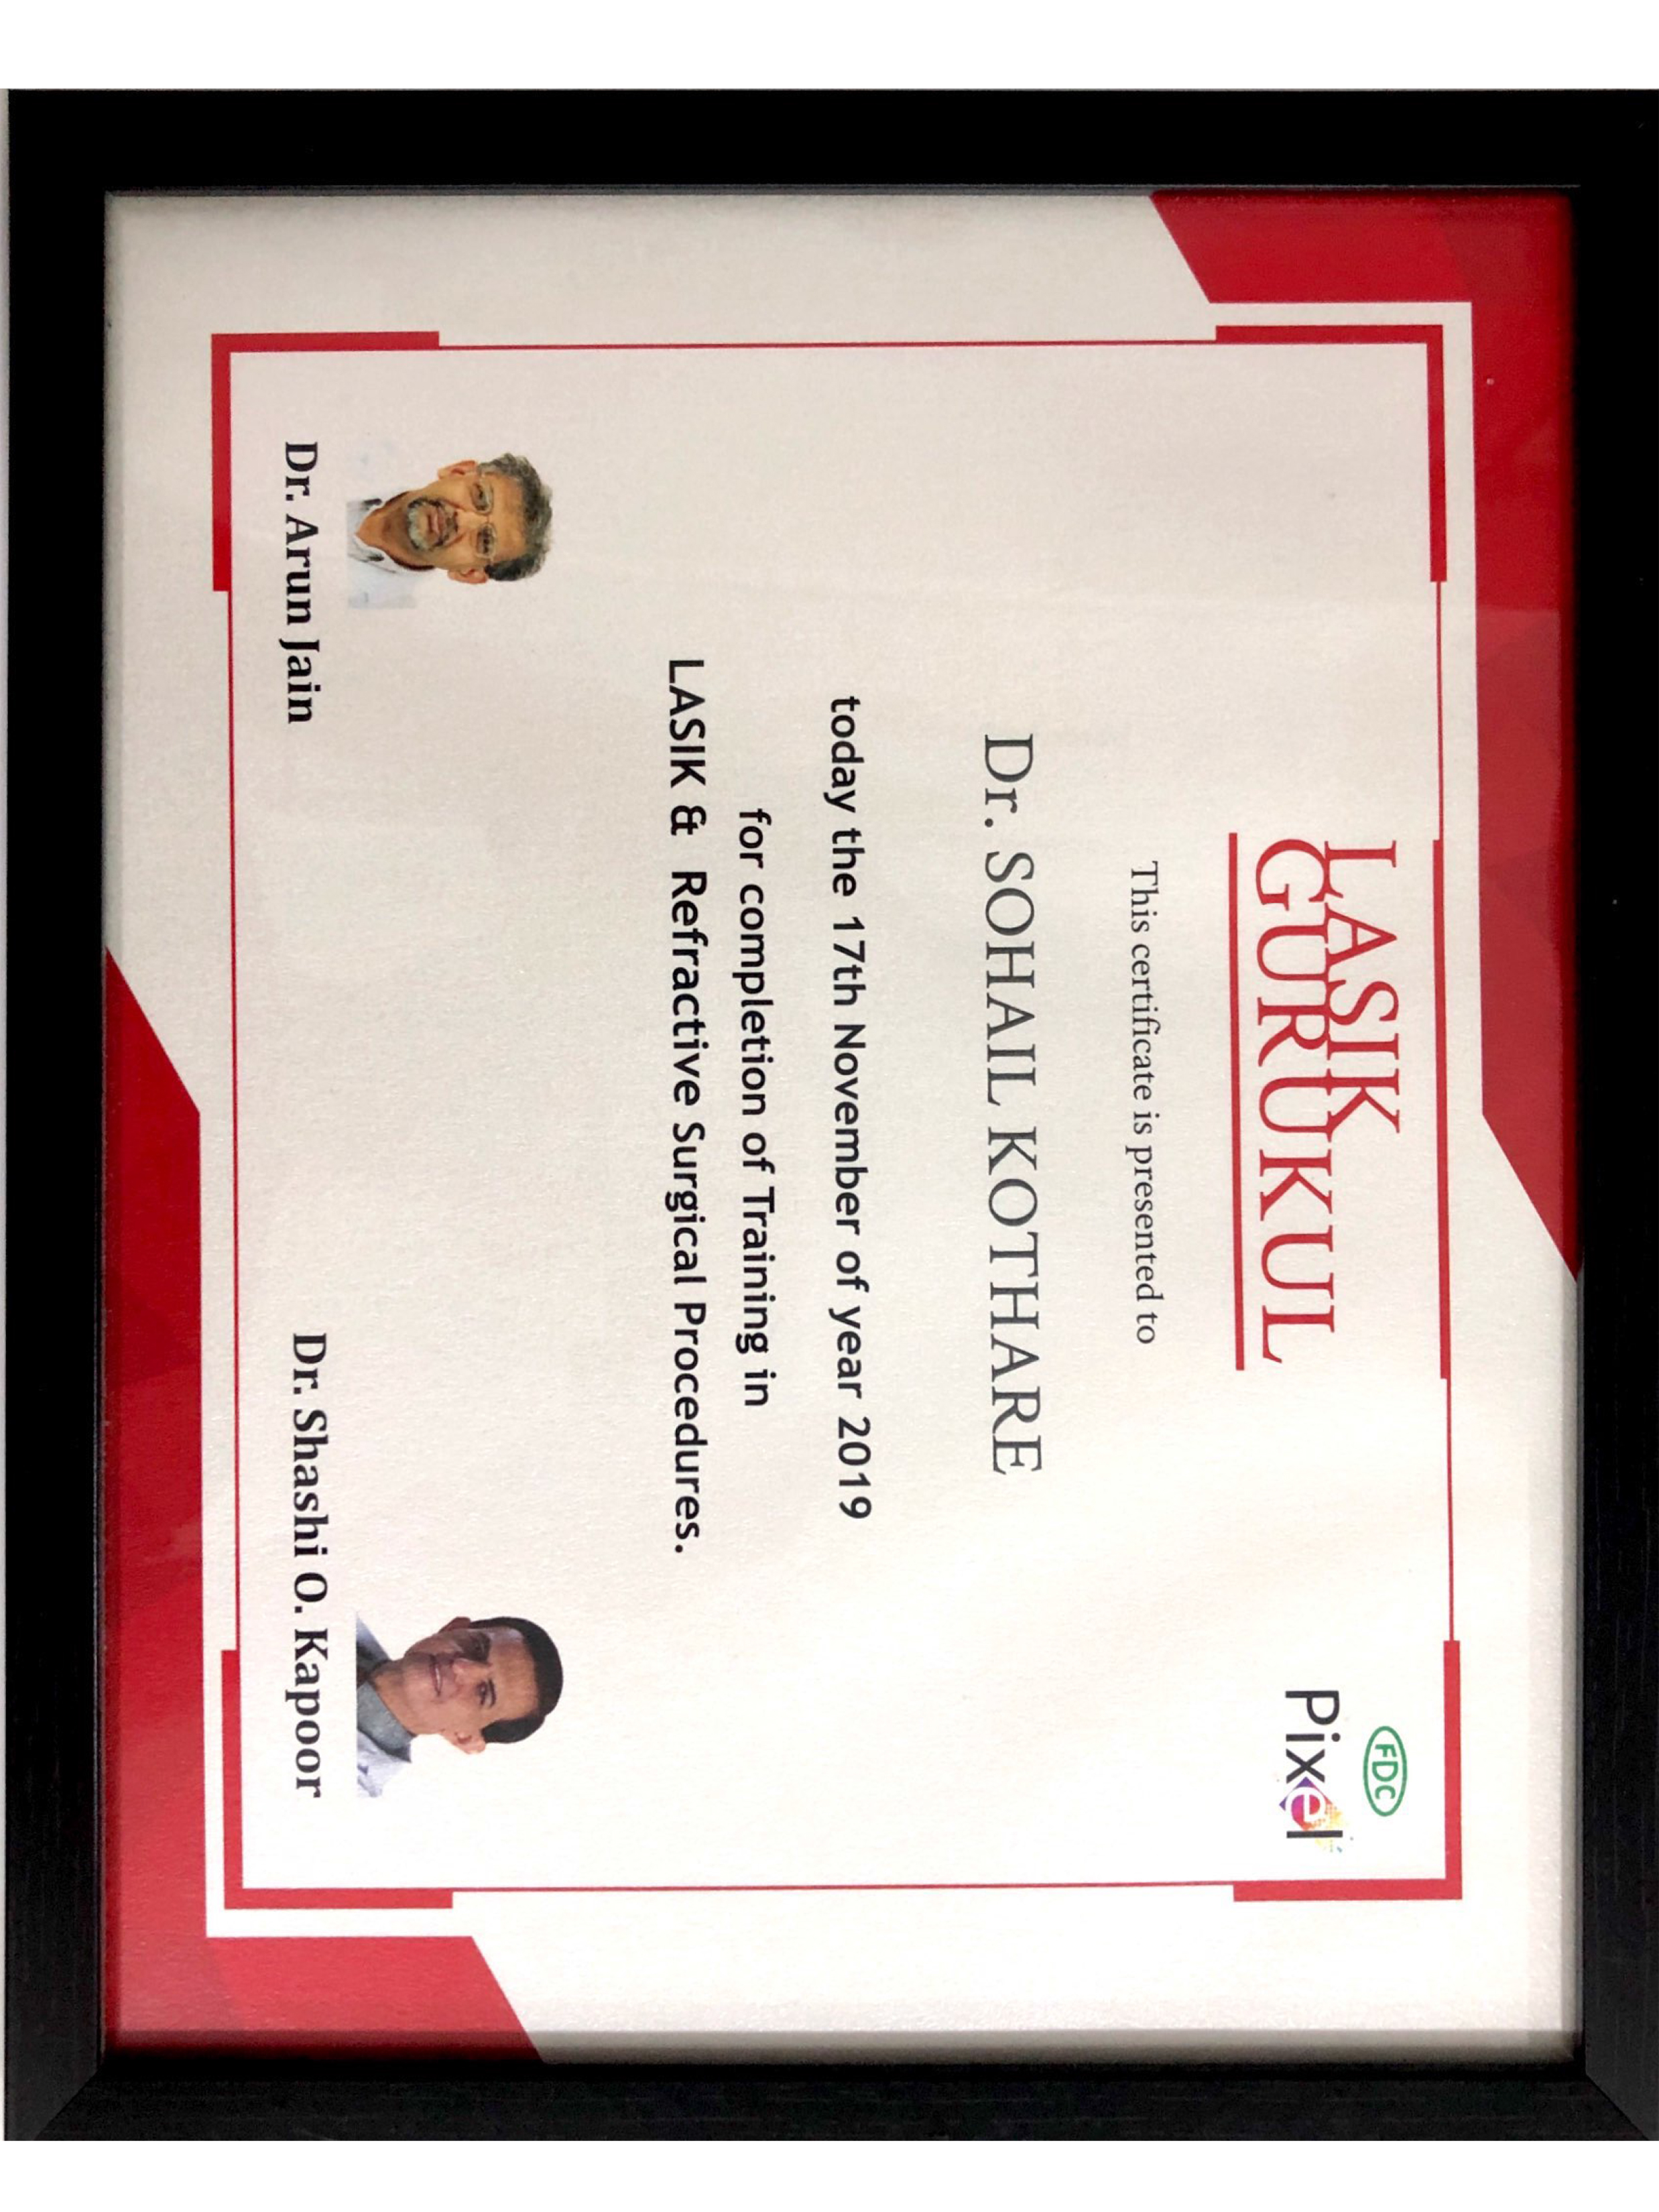 LASIK
GURUKUL
FDC
Pixel
This certificate is presented to
Dr. SOHAIL KOTHARE
today the 17th November of year 2019
for completion of Training in
LASIK & Refractive Surgical Procedures.
Dr. Arun Jain
Dr. Shashi O. Kapoor